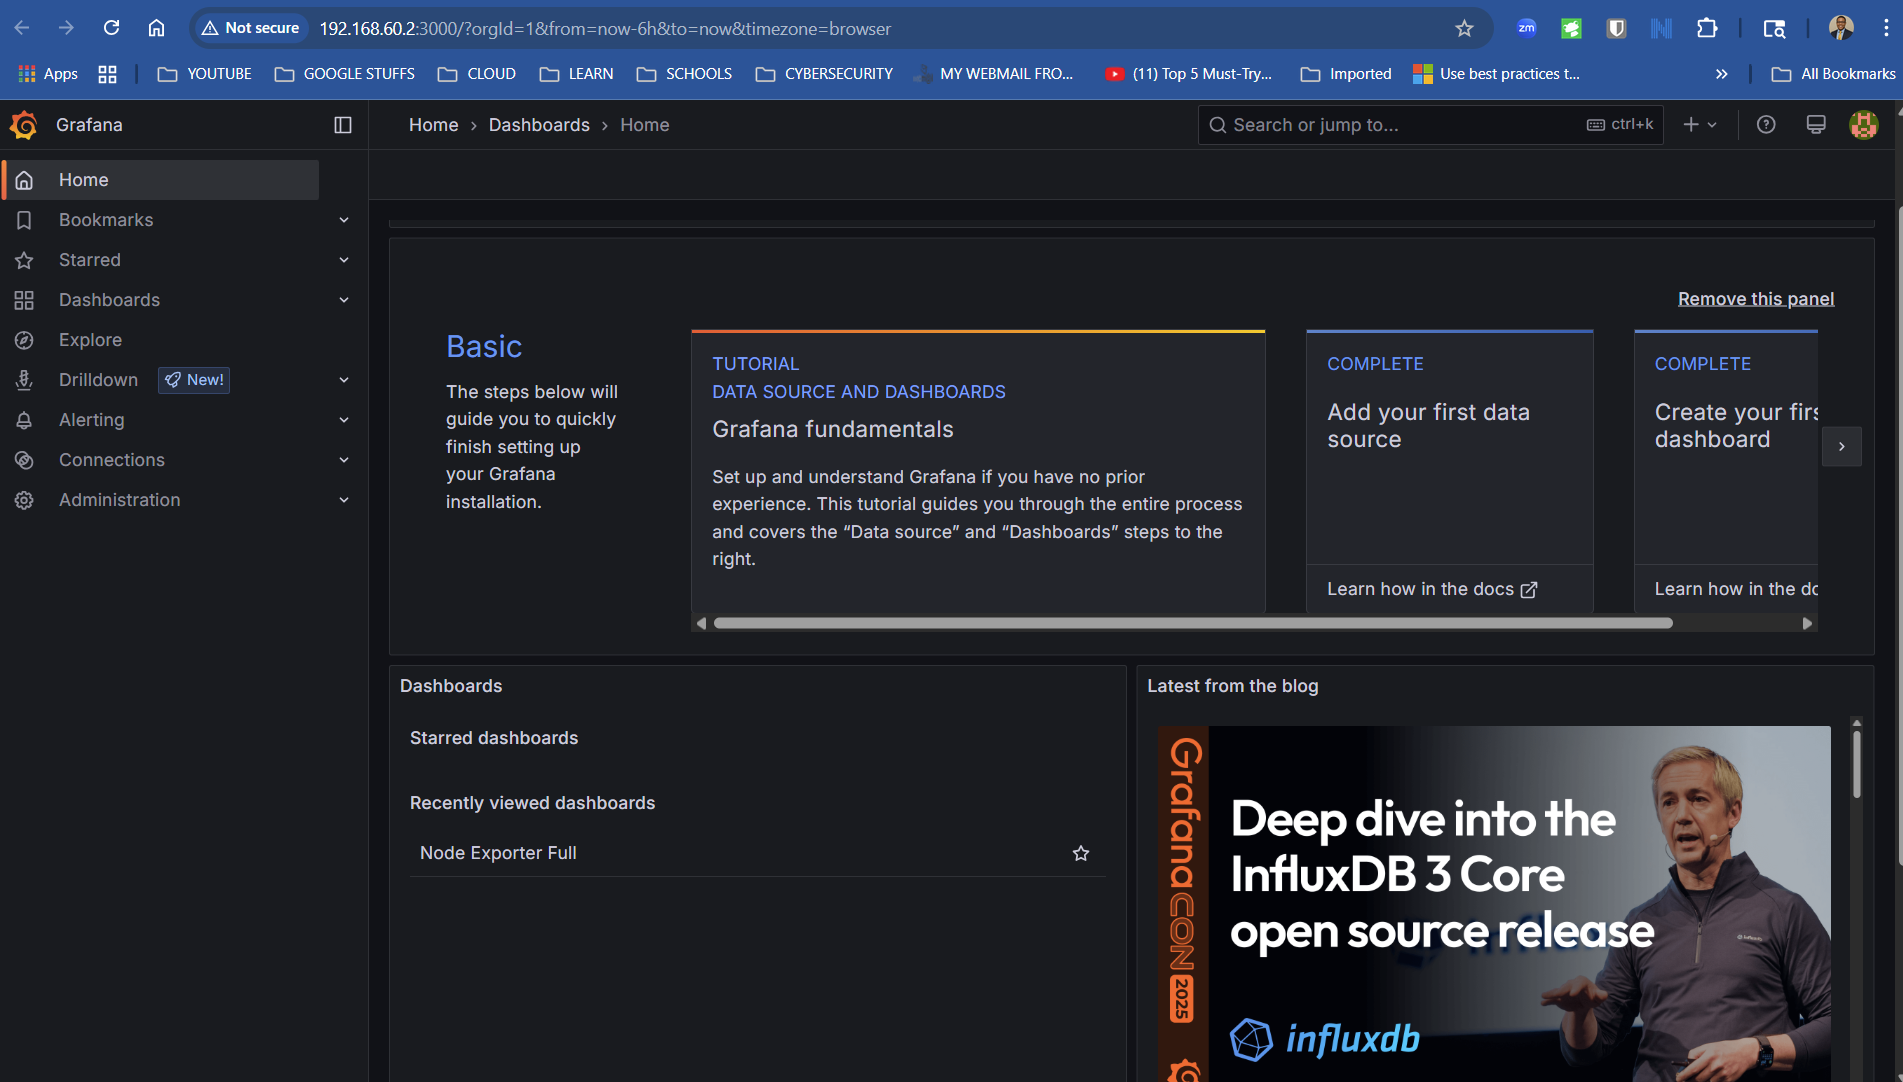 Not secure
192.168.60.2:3000/?orgId=1&from=now-6h&to=now&timezone=browser
zm
Apps
YOUTUBE
GOOGLE STUFFS
CLOUD
LEARN
SCHOOLS
CYBERSECURITY
MY WEBMAIL FRO...
(11) Top 5 Must-Try...
Imported
Use best practices t...
All Bookmarks
Grafana
Home › Dashboards › Home
Search or jump to...
ctrl+k
Home
Bookmarks
Starred
Dashboards
Explore
Drilldown
New!
Alerting
Connections
Administration
Remove this panel
Basic
The steps below will
guide you to quickly
finish setting up
your Grafana
installation.
TUTORIAL
DATA SOURCE AND DASHBOARDS
Grafana fundamentals
Set up and understand Grafana if you have no prior
experience. This tutorial guides you through the entire process
and covers the “Data source” and “Dashboards” steps to the
right.
COMPLETE
Add your first data
source
Learn how in the docs
COMPLETE
Create your firs
dashboard
Learn how in the do
Dashboards
Starred dashboards
Recently viewed dashboards
Node Exporter Full
Latest from the blog
GrafanaCON 2025
Deep dive into the
InfluxDB 3 Core
open source release
influxdb